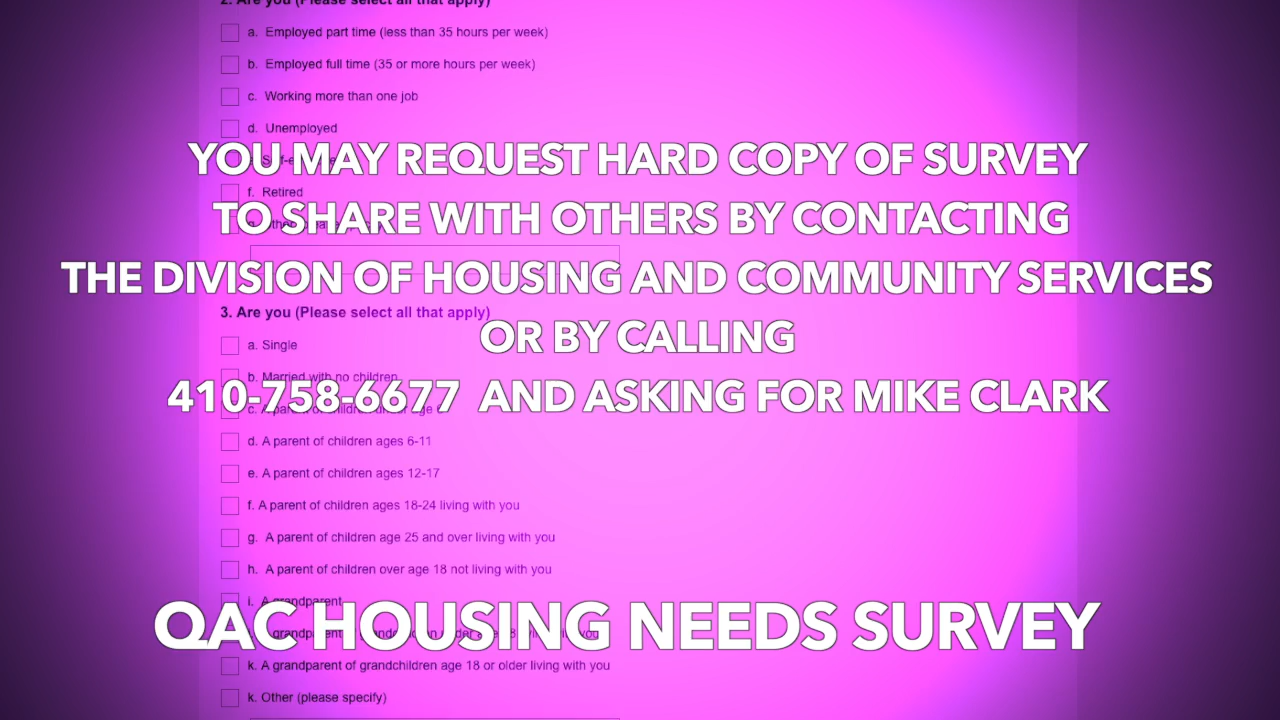 2. Are you (Please select all that apply)
a. Employed part time (less than 35 hours per week)
b. Employed full time (35 or more hours per week)
c. Working more than one job
d. Unemployed
YOU MAY REQUEST HARD COPY OF SURVEY
f. Retired
TO SHARE WITH OTHERS BY CONTACTING
THE DIVISION OF HOUSING AND COMMUNITY SERVICES
3. Are you (Please select all that apply)
OR BY CALLING
a. Single
b. Married with no children
410-758-6677 AND ASKING FOR MIKE CLARK
d. A parent of children ages 6-11
e. A parent of children ages 12-17
f. A parent of children ages 18-24 living with you
g. A parent of children age 25 and over living with you
h. A parent of children over age 18 not living with you
i. A grandparent
QAC HOUSING NEEDS SURVEY
k. A grandparent of grandchildren age 18 or older living with you
k. Other (please specify)